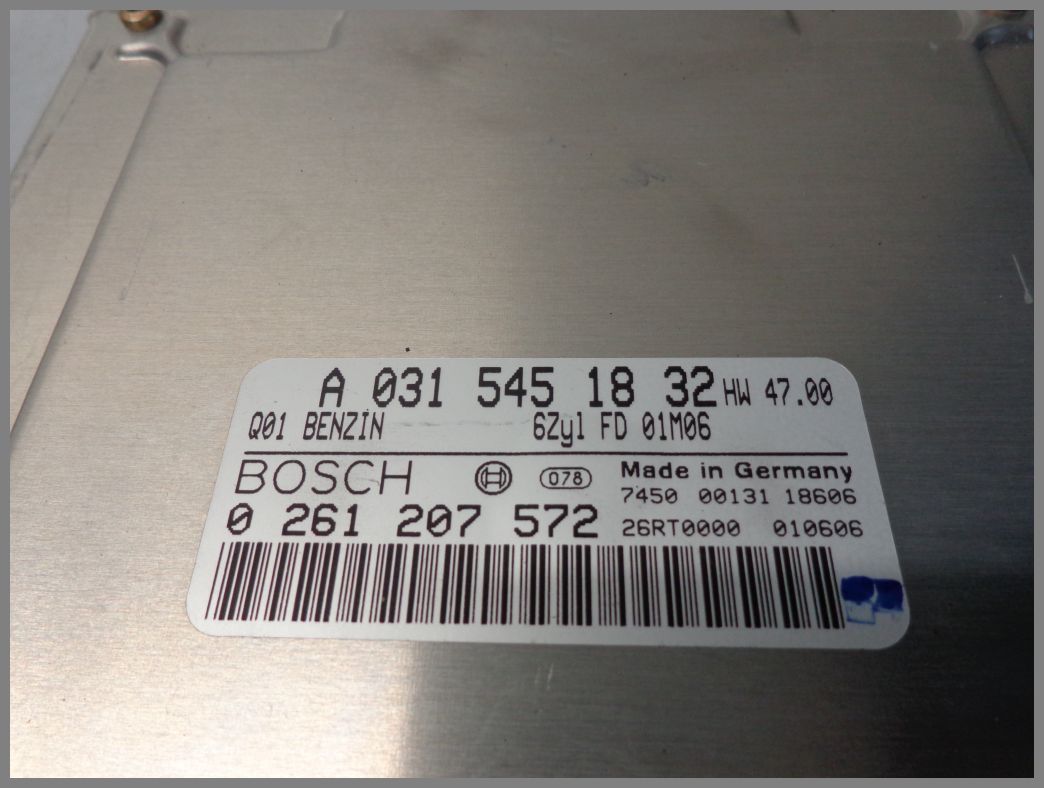 A 031 545 18 32 HW 47.00
Q01 BENZIN 6Zyl FD 01M06
BOSCH 078 Made in Germany
7450 00131 18606
0 261 207 572 26RT0000 010606